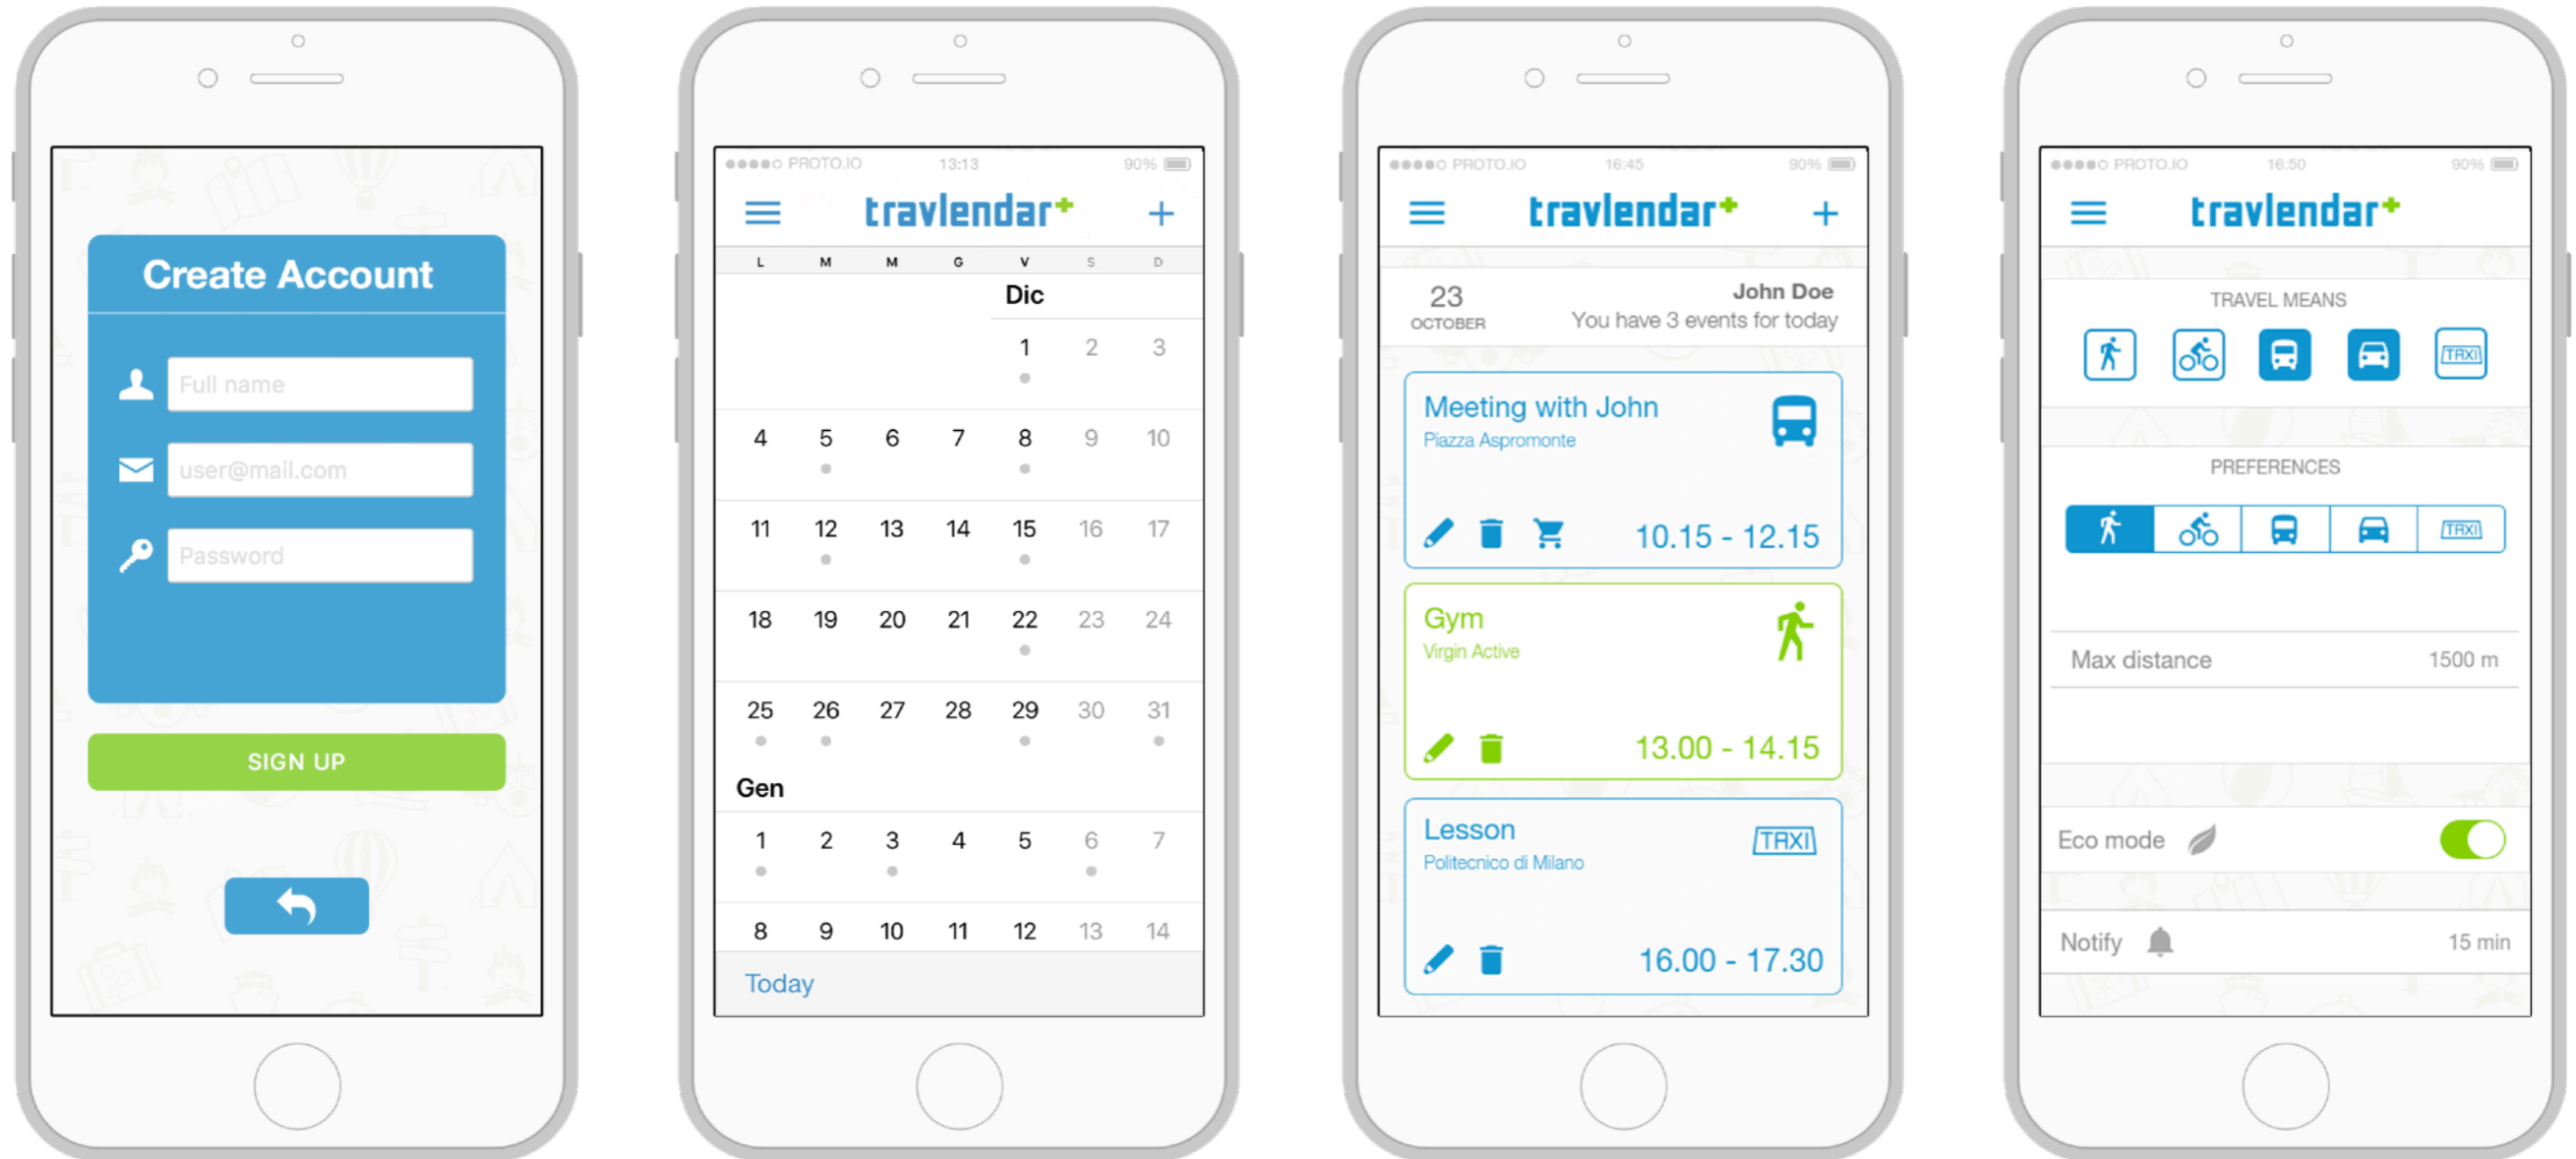 Create Account
Full name
user@mail.com
Password
SIGN UP
PROTO.IO 13:13 90%
travlendar+
L M M G V S D
Dic
1 2 3
4 5 6 7 8 9 10
11 12 13 14 15 16 17
18 19 20 21 22 23 24
25 26 27 28 29 30 31
Gen
1 2 3 4 5 6 7
8 9 10 11 12 13 14
Today
PROTO.IO 16:45 90%
travlendar+
23
OCTOBER
John Doe
You have 3 events for today
Meeting with John
Piazza Aspromonte
10.15 - 12.15
Gym
Virgin Active
13.00 - 14.15
Lesson
TAXI
Politecnico di Milano
16.00 - 17.30
PROTO.IO 16:50 90%
travlendar+
TRAVEL MEANS
TAXI
PREFERENCES
TAXI
Max distance 1500 m
Eco mode
Notify 15 min